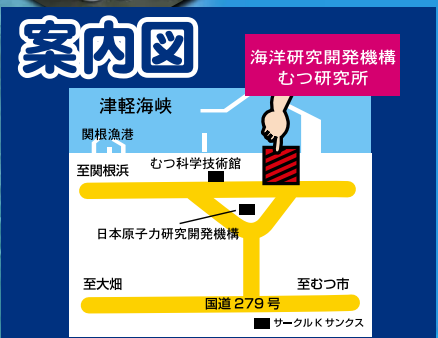 案内図
海洋研究開発機構
むつ研究所
津軽海峡
関根漁港
むつ科学技術館
至関根浜
日本原子力研究開発機構
至大畑
至むつ市
国道279号
サークルKサンクス